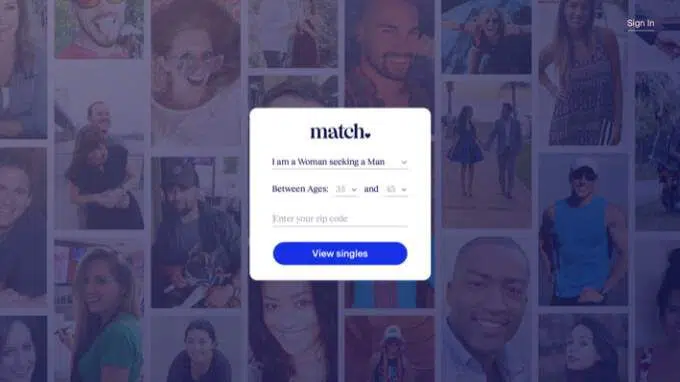 Sign In
match
I am a Woman seeking a Man
Between Ages: 35 and 45
Enter your zip code
View singles